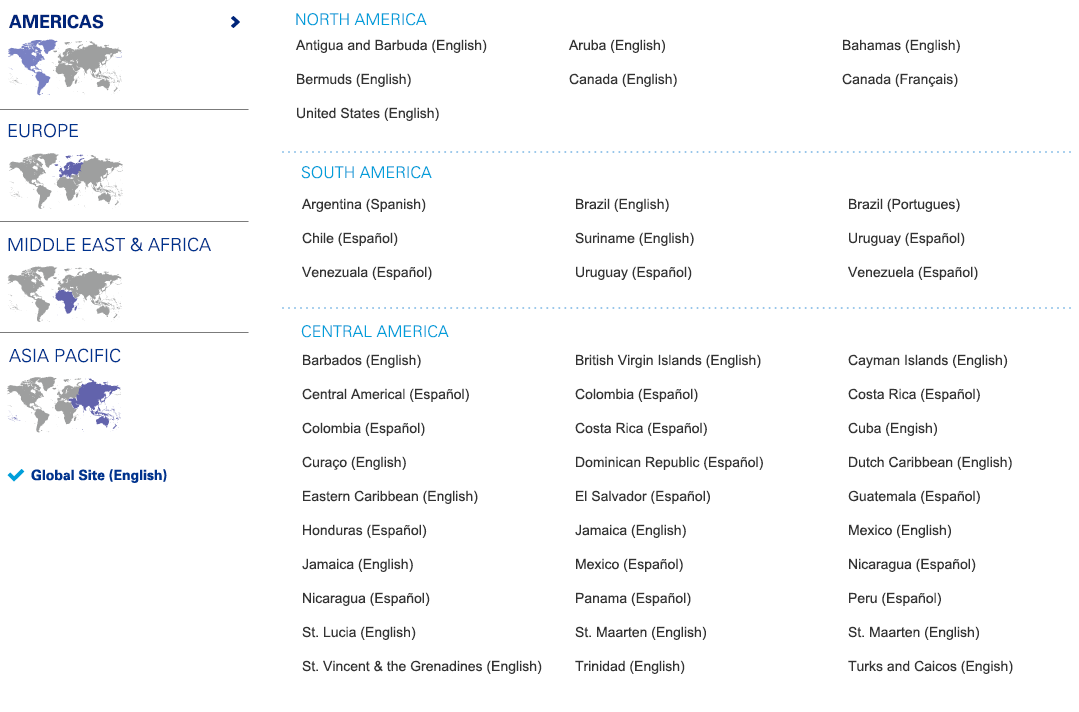 AMERICAS
EUROPE
MIDDLE EAST & AFRICA
ASIA PACIFIC
Global Site (English)
NORTH AMERICA
Antigua and Barbuda (English) Aruba (English) Bahamas (English)
Bermuds (English) Canada (English) Canada (Français)
United States (English)
SOUTH AMERICA
Argentina (Spanish) Brazil (English) Brazil (Portugues)
Chile (Español) Suriname (English) Uruguay (Español)
Venezuala (Español) Uruguay (Español) Venezuela (Español)
CENTRAL AMERICA
Barbados (English) British Virgin Islands (English) Cayman Islands (English)
Central Americal (Español) Colombia (Español) Costa Rica (Español)
Colombia (Español) Costa Rica (Español) Cuba (Engish)
Curaço (English) Dominican Republic (Español) Dutch Caribbean (English)
Eastern Caribbean (English) El Salvador (Español) Guatemala (Español)
Honduras (Español) Jamaica (English) Mexico (English)
Jamaica (English) Mexico (Español) Nicaragua (Español)
Nicaragua (Español) Panama (Español) Peru (Español)
St. Lucia (English) St. Maarten (English) St. Maarten (English)
St. Vincent & the Grenadines (English) Trinidad (English) Turks and Caicos (Engish)